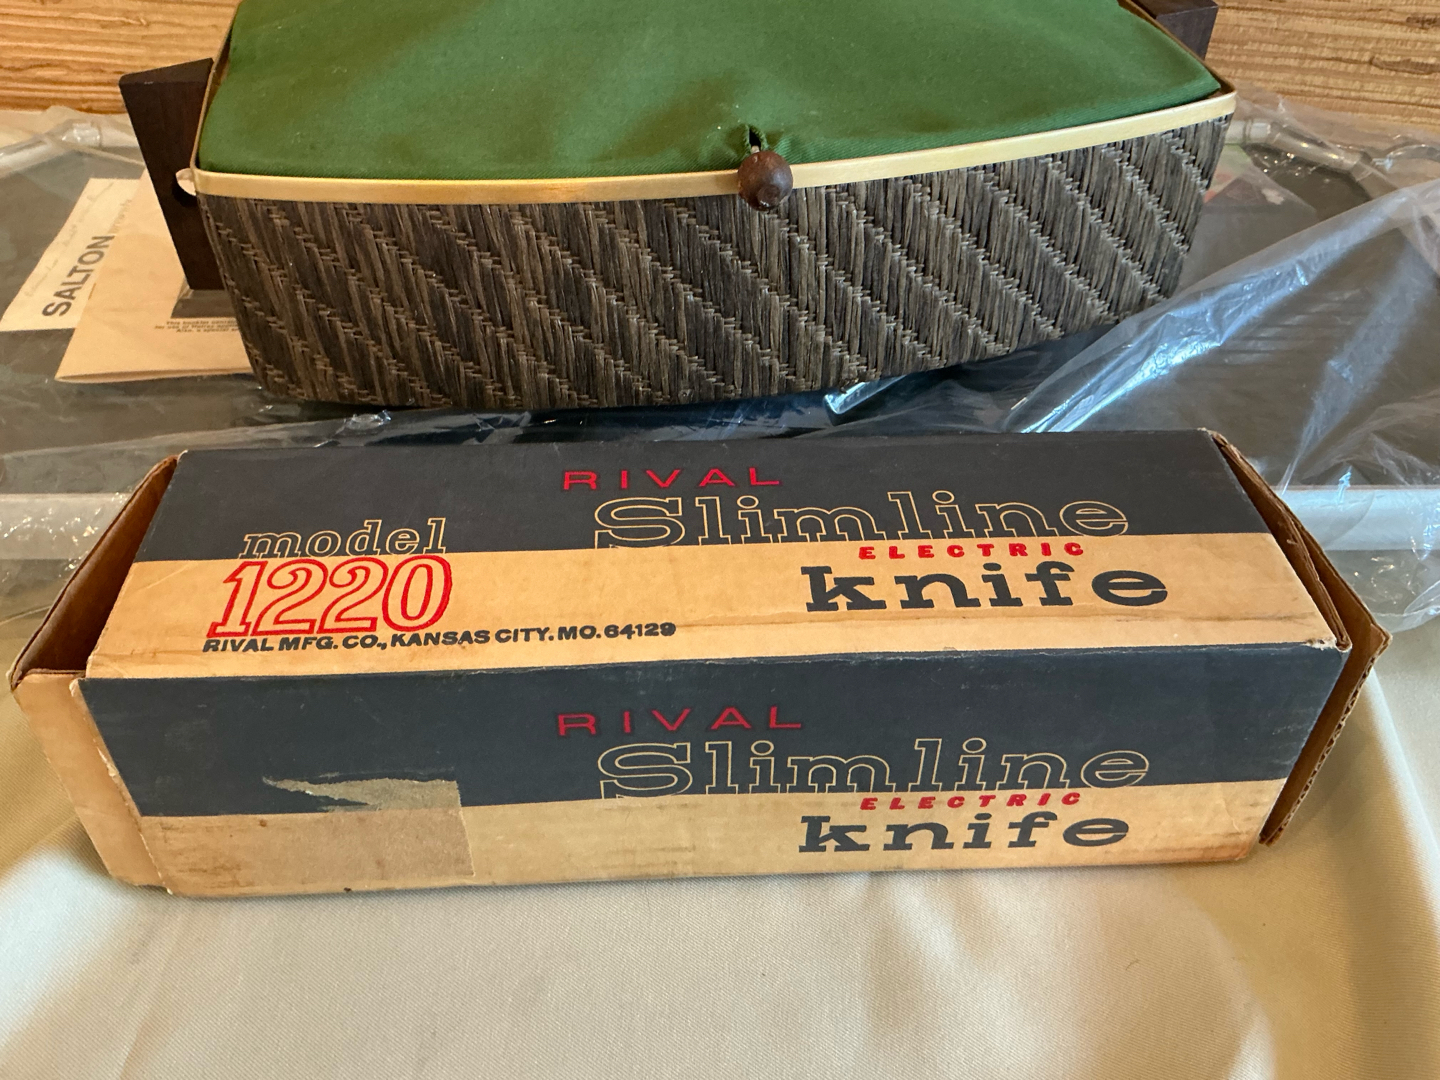 SALTON
RIVAL
Slimline
ELECTRIC
knife
model
1220
RIVAL MFG. CO., KANSAS CITY. MO. 64129
RIVAL
Slimline
ELECTRIC
knife